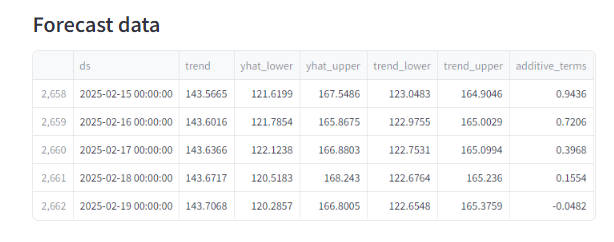 Forecast data
ds trend yhat_lower yhat_upper trend_lower trend_upper additive_terms
2,658 2025-02-15 00:00:00 143.5665 121.6199 167.5486 123.0483 164.9046 0.9436
2,659 2025-02-16 00:00:00 143.6016 121.7854 165.8675 122.9755 165.0029 0.7206
2,660 2025-02-17 00:00:00 143.6366 122.1238 166.8803 122.7531 165.0994 0.3968
2,661 2025-02-18 00:00:00 143.6717 120.5183 168.243 122.6764 165.236 0.1554
2,662 2025-02-19 00:00:00 143.7068 120.2857 166.8005 122.6548 165.3759 -0.0482